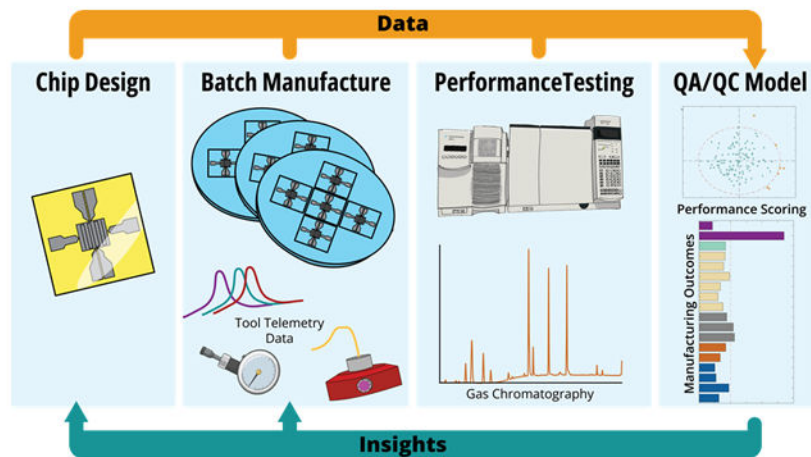 Data
Chip Design
Batch Manufacture
PerformanceTesting
QA/QC Model
Tool Telemetry
Data
Gas Chromatography
Performance Scoring
Manufacturing Outcomes
Insights